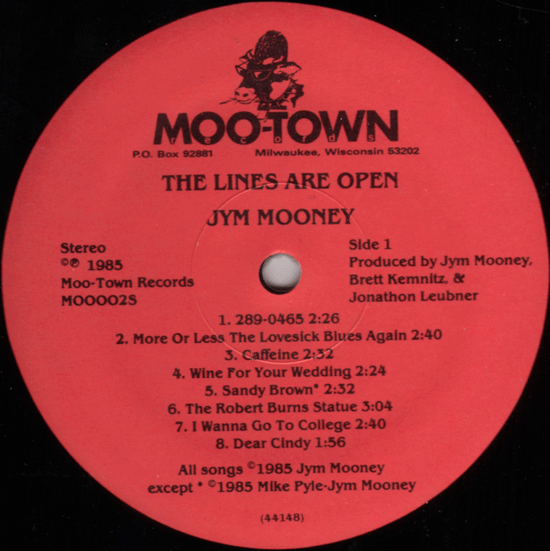 MOO-TOWN
records
P.O. Box 92881 Milwaukee, Wisconsin 53202
THE LINES ARE OPEN
JYM MOONEY
Stereo
©℗ 1985
Moo-Town Records
MOOOO2S
Side 1
Produced by Jym Mooney,
Brett Kemnitz, &
Jonathon Leubner
1. 289-0465 2:26
2. More Or Less The Lovesick Blues Again 2:40
3. Caffeine 2:32
4. Wine For Your Wedding 2:24
5. Sandy Brown* 2:32
6. The Robert Burns Statue 3:04
7. I Wanna Go To College 2:40
8. Dear Cindy 1:56
All songs ©1985 Jym Mooney
except * ©1985 Mike Pyle-Jym Mooney
(44148)